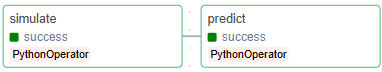 simulate
success
PythonOperator
predict
success
PythonOperator